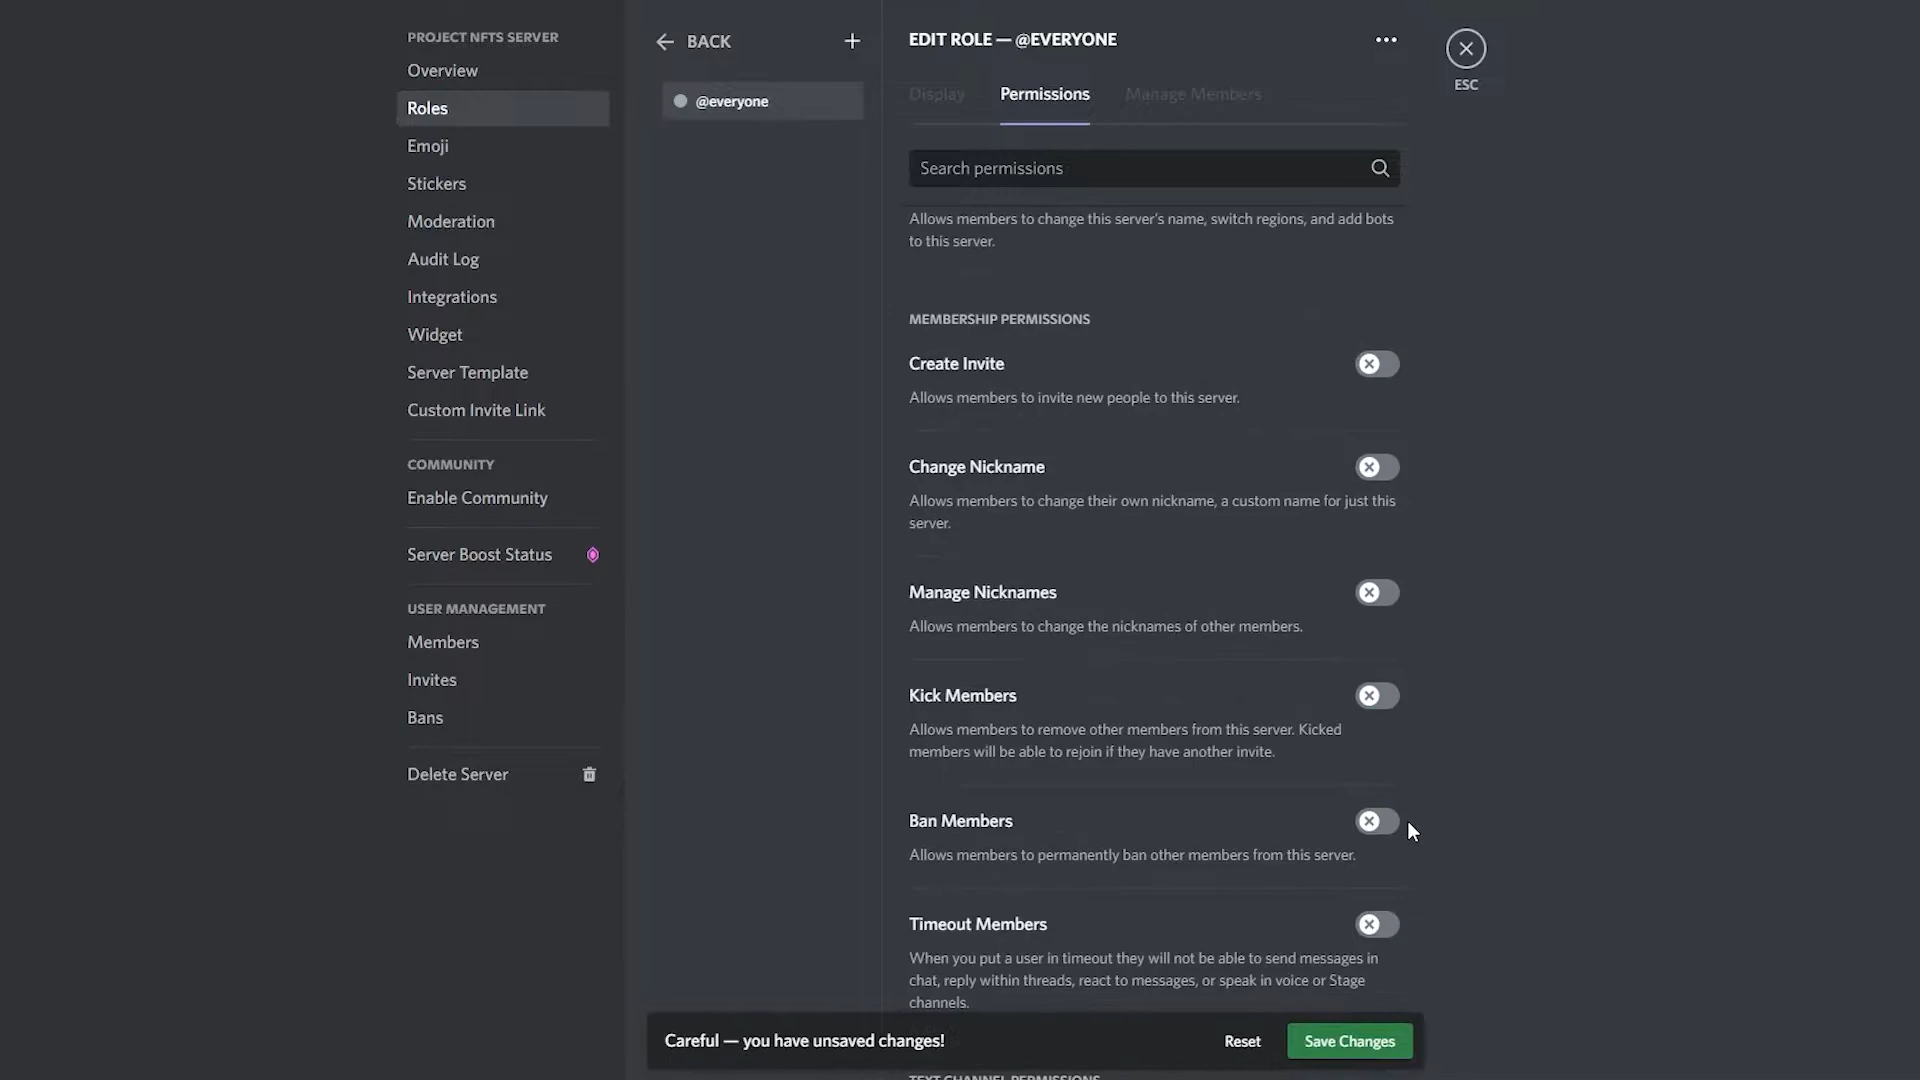 PROJECT NFTS SERVER
Overview
Roles
Emoji
Stickers
Moderation
Audit Log
Integrations
Widget
Server Template
Custom Invite Link
COMMUNITY
Enable Community
Server Boost Status
USER MANAGEMENT
Members
Invites
Bans
Delete Server
BACK
@everyone
EDIT ROLE — @EVERYONE
ESC
Display
Permissions
Manage Members
Search permissions
Allows members to change this server's name, switch regions, and add bots
to this server.
MEMBERSHIP PERMISSIONS
Create Invite
Allows members to invite new people to this server.
Change Nickname
Allows members to change their own nickname, a custom name for just this
server.
Manage Nicknames
Allows members to change the nicknames of other members.
Kick Members
Allows members to remove other members from this server. Kicked
members will be able to rejoin if they have another invite.
Ban Members
Allows members to permanently ban other members from this server.
Timeout Members
When you put a user in timeout they will not be able to send messages in
chat, reply within threads, react to messages, or speak in voice or Stage
channels.
Careful — you have unsaved changes!
Reset
Save Changes
TEXT CHANNEL PERMISSIONS